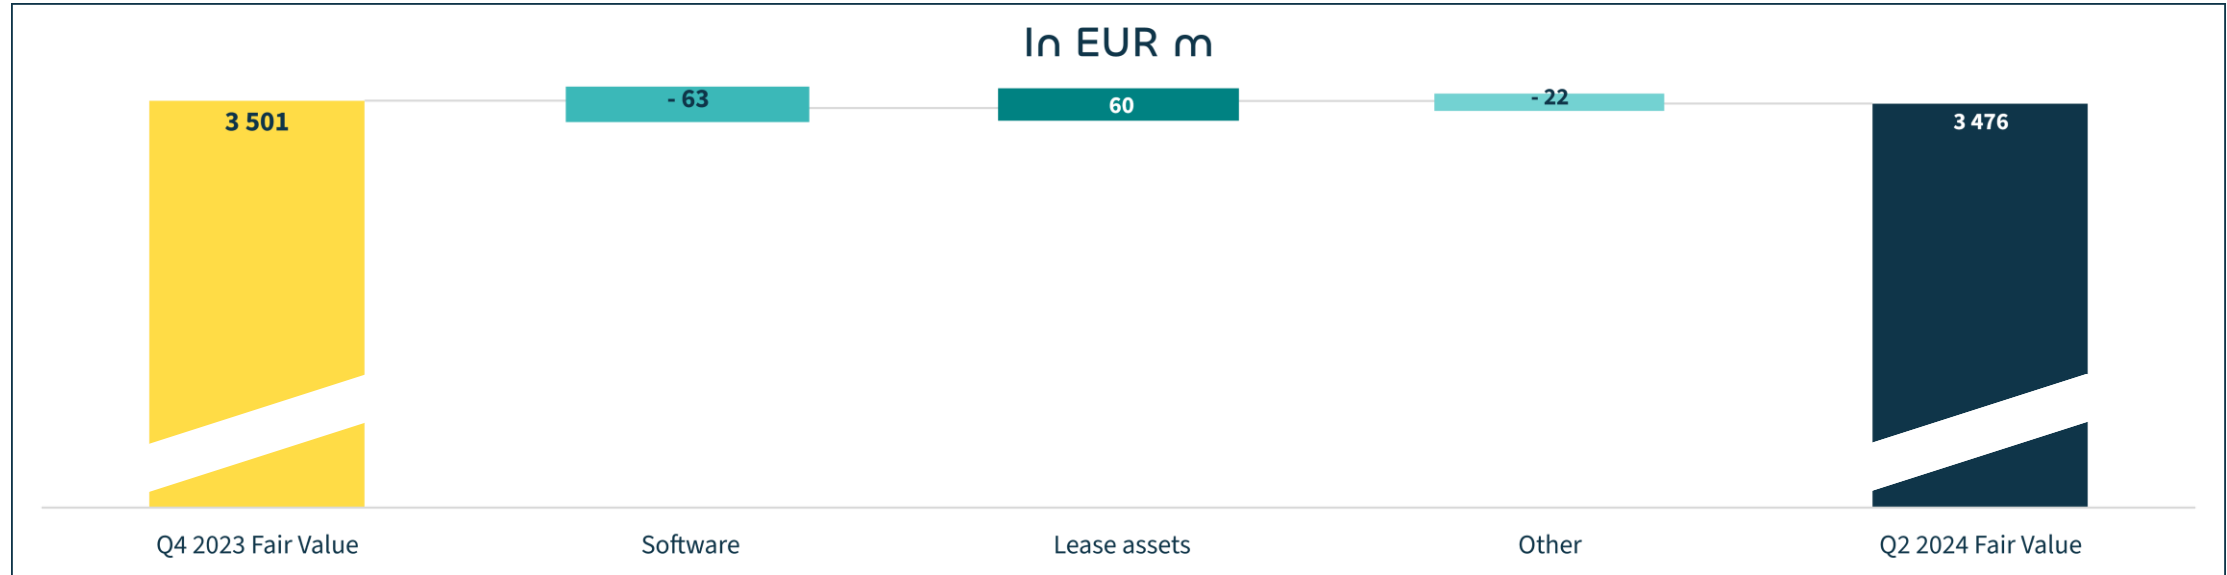 In EUR m
3 501
- 63
60
- 22
3 476
Q4 2023 Fair Value
Software
Lease assets
Other
Q2 2024 Fair Value